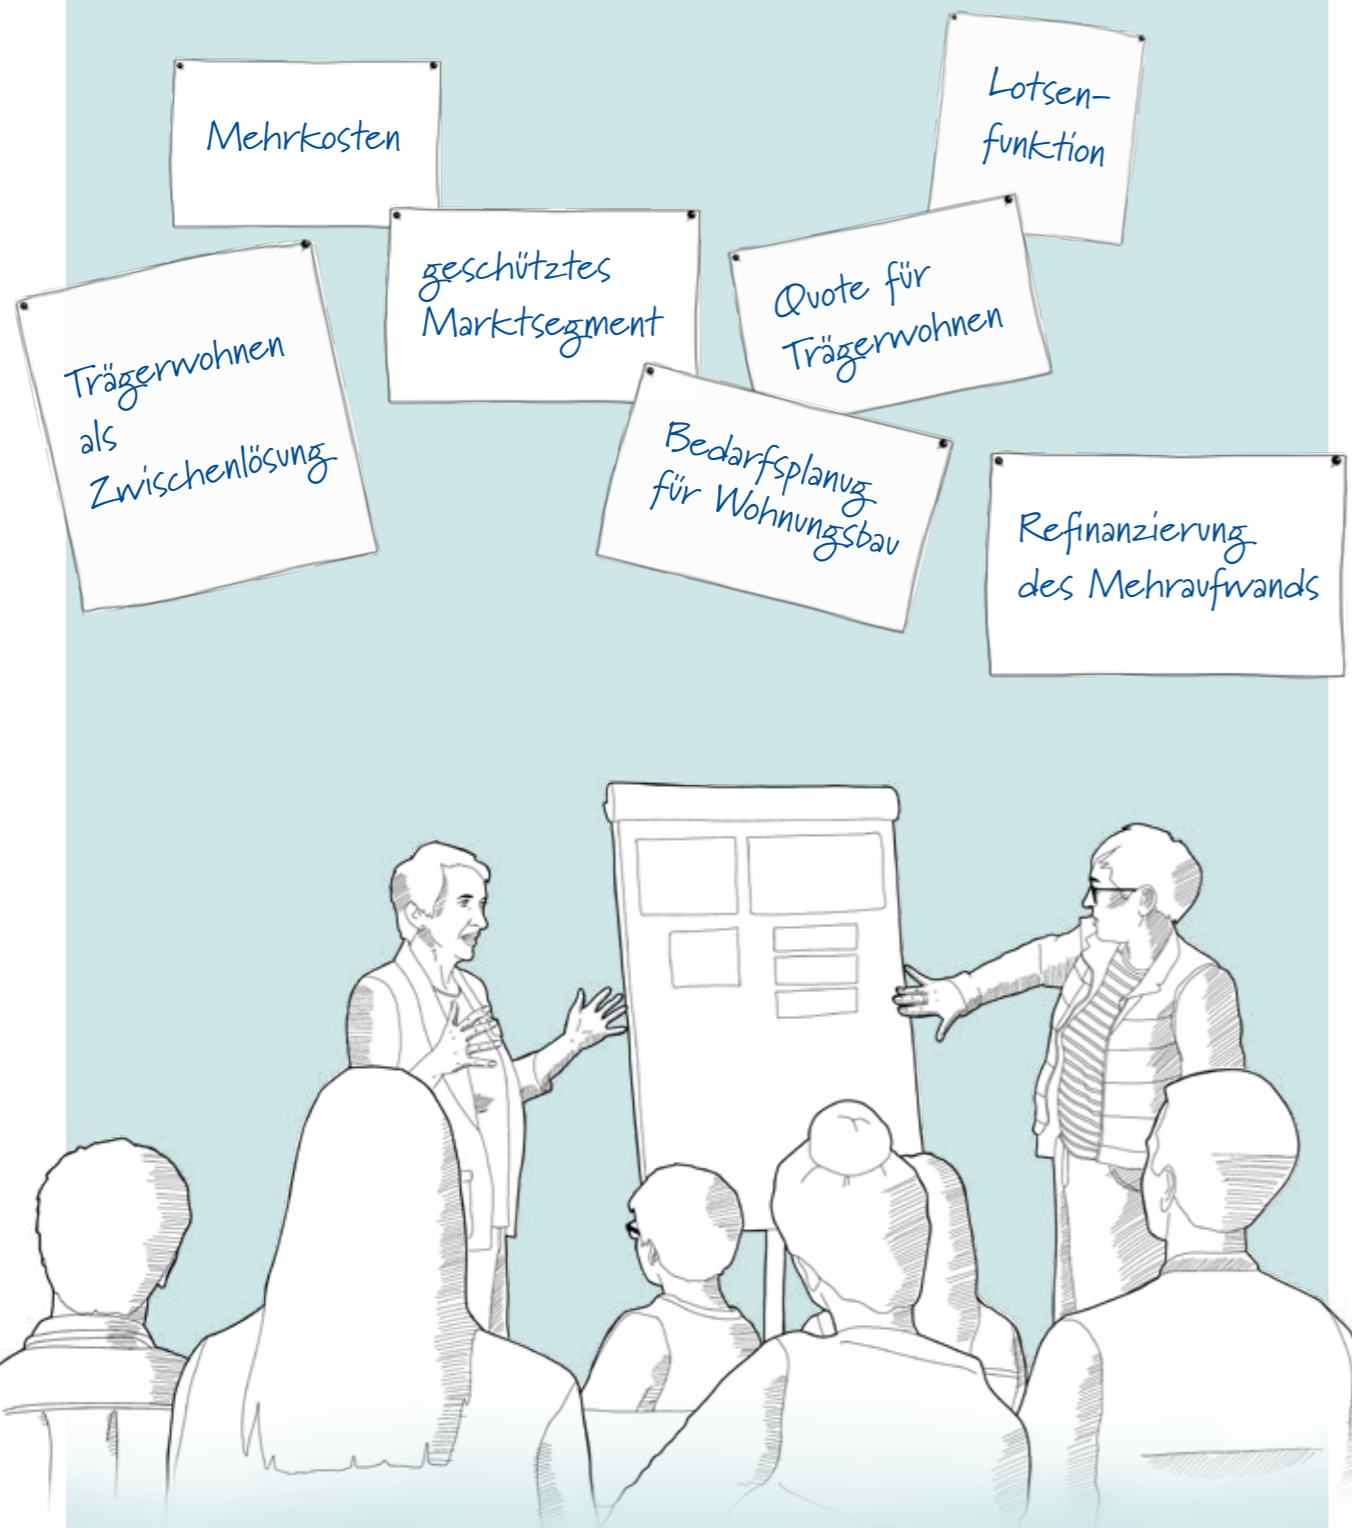 Mehrkosten
Lotsen-
funktion
geschütztes
Marktsegment
Quote für
Trägerwohnen
Trägerwohnen
als
Zwischenlösung
Bedarfsplanug
für Wohnungsbau
Refinanzierung
des Mehraufwands